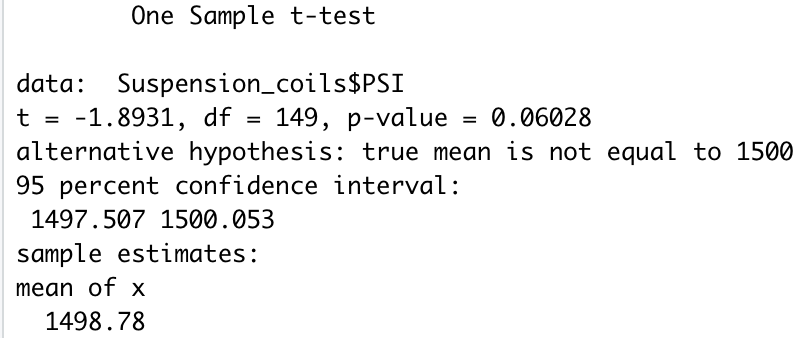 One Sample t-test
data:  Suspension_coils$PSI
t = -1.8931, df = 149, p-value = 0.06028
alternative hypothesis: true mean is not equal to 1500
95 percent confidence interval:
1497.507 1500.053
sample estimates:
mean of x
1498.78